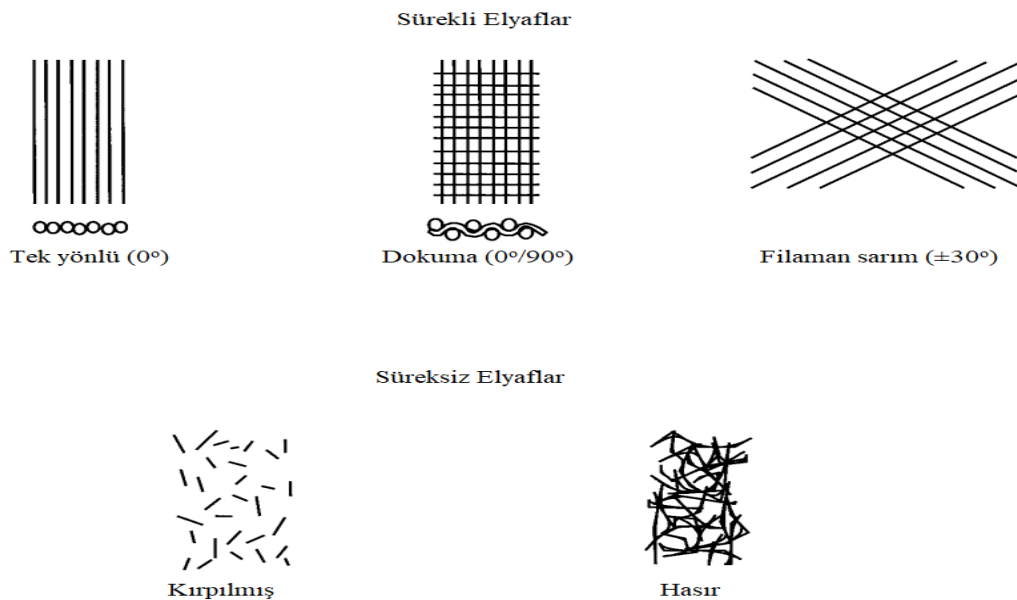 Sürekli Elyaflar
Tek yönlü (0°)
Dokuma (0°/90°)
Filaman sarım (±30°)
Süreksiz Elyaflar
Kırpılmış
Hasır